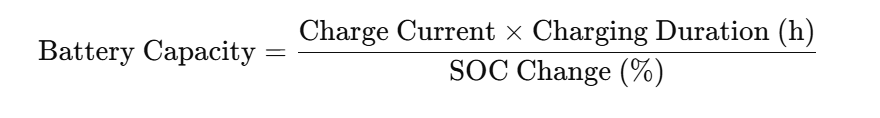 Battery Capacity = Charge Current × Charging Duration (h) / SOC Change (%)